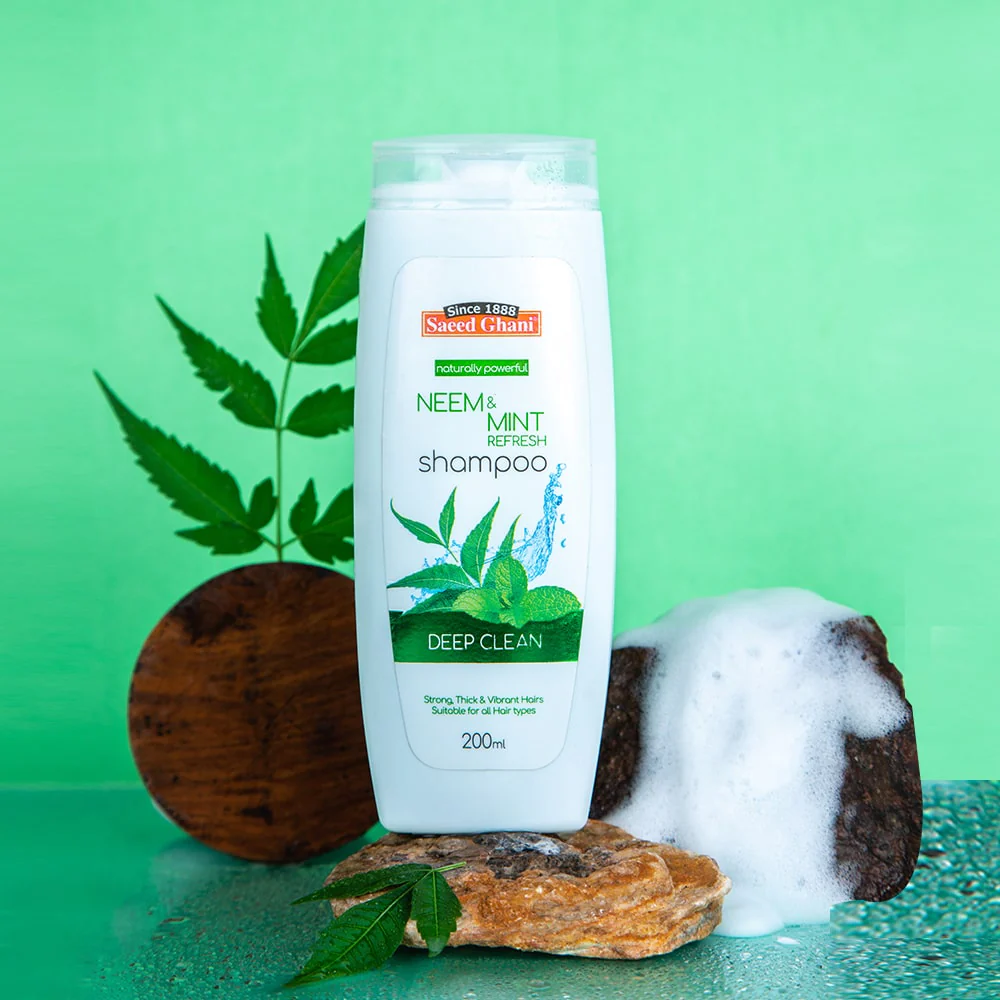 Since 1888
Saeed Ghani
naturally powerful
NEEM &
MINT
REFRESH
shampoo
DEEP CLEAN
Strong, Thick & Vibrant Hairs
Suitable for all Hair types
200ml